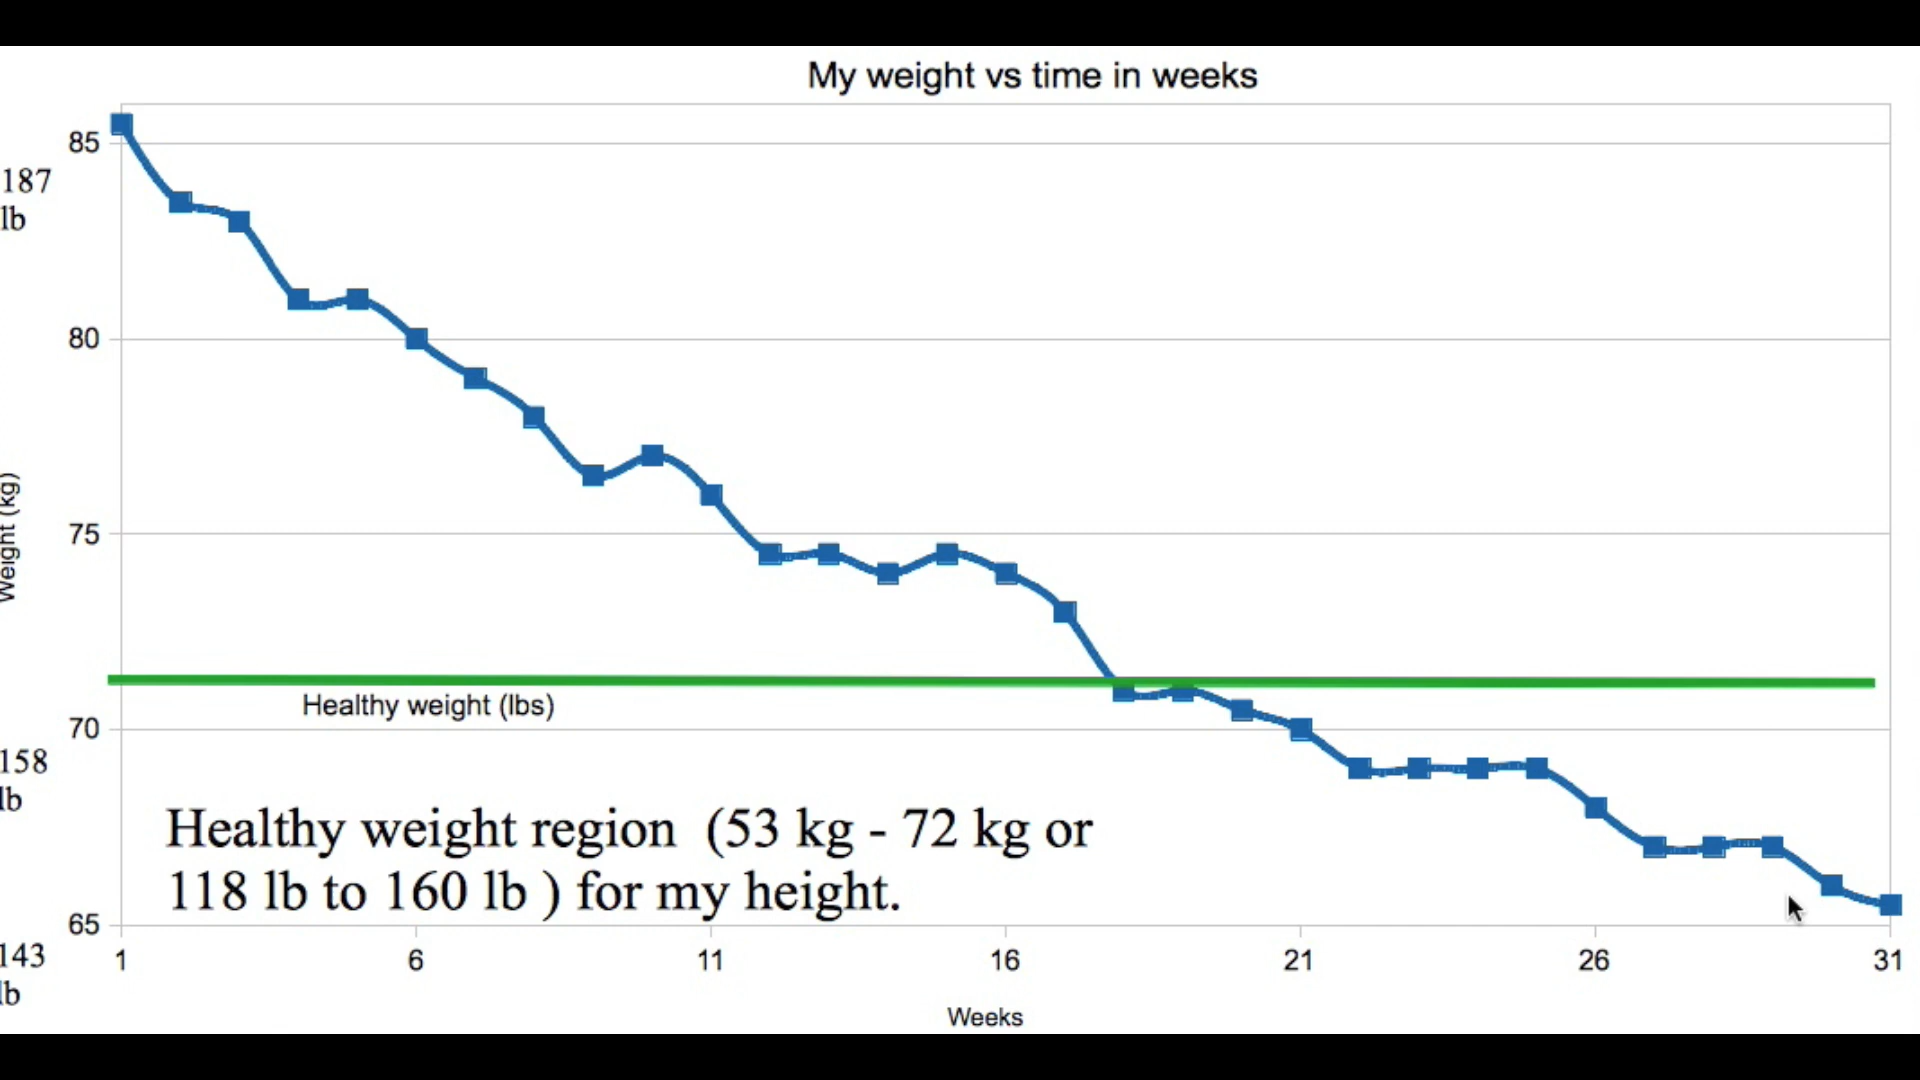 My weight vs time in weeks
85
187
lb
80
Weight (kg)
75
Healthy weight (lbs)
70
158
lb
Healthy weight region (53 kg - 72 kg or
118 lb to 160 lb ) for my height.
65
143
lb
1 6 11 16 21 26 31
Weeks